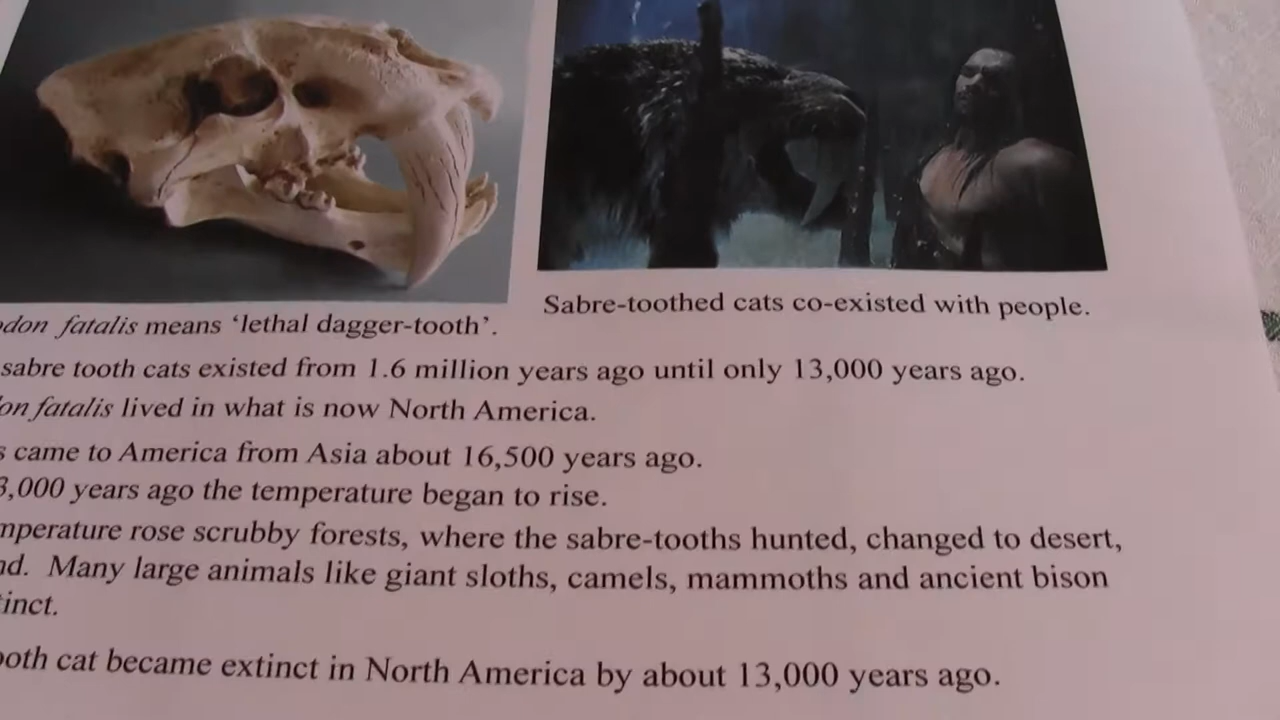 fatalis means ‘lethal dagger-tooth’.
Sabre-toothed cats co-existed with people.
sabre tooth cats existed from 1.6 million years ago until only 13,000 years ago.
fatalis lived in what is now North America.
came to America from Asia about 16,500 years ago.
3,000 years ago the temperature began to rise.
mperature rose scrubby forests, where the sabre-tooths hunted, changed to desert,
Many large animals like giant sloths, camels, mammoths and ancient bison
tinct.
ooth cat became extinct in North America by about 13,000 years ago.